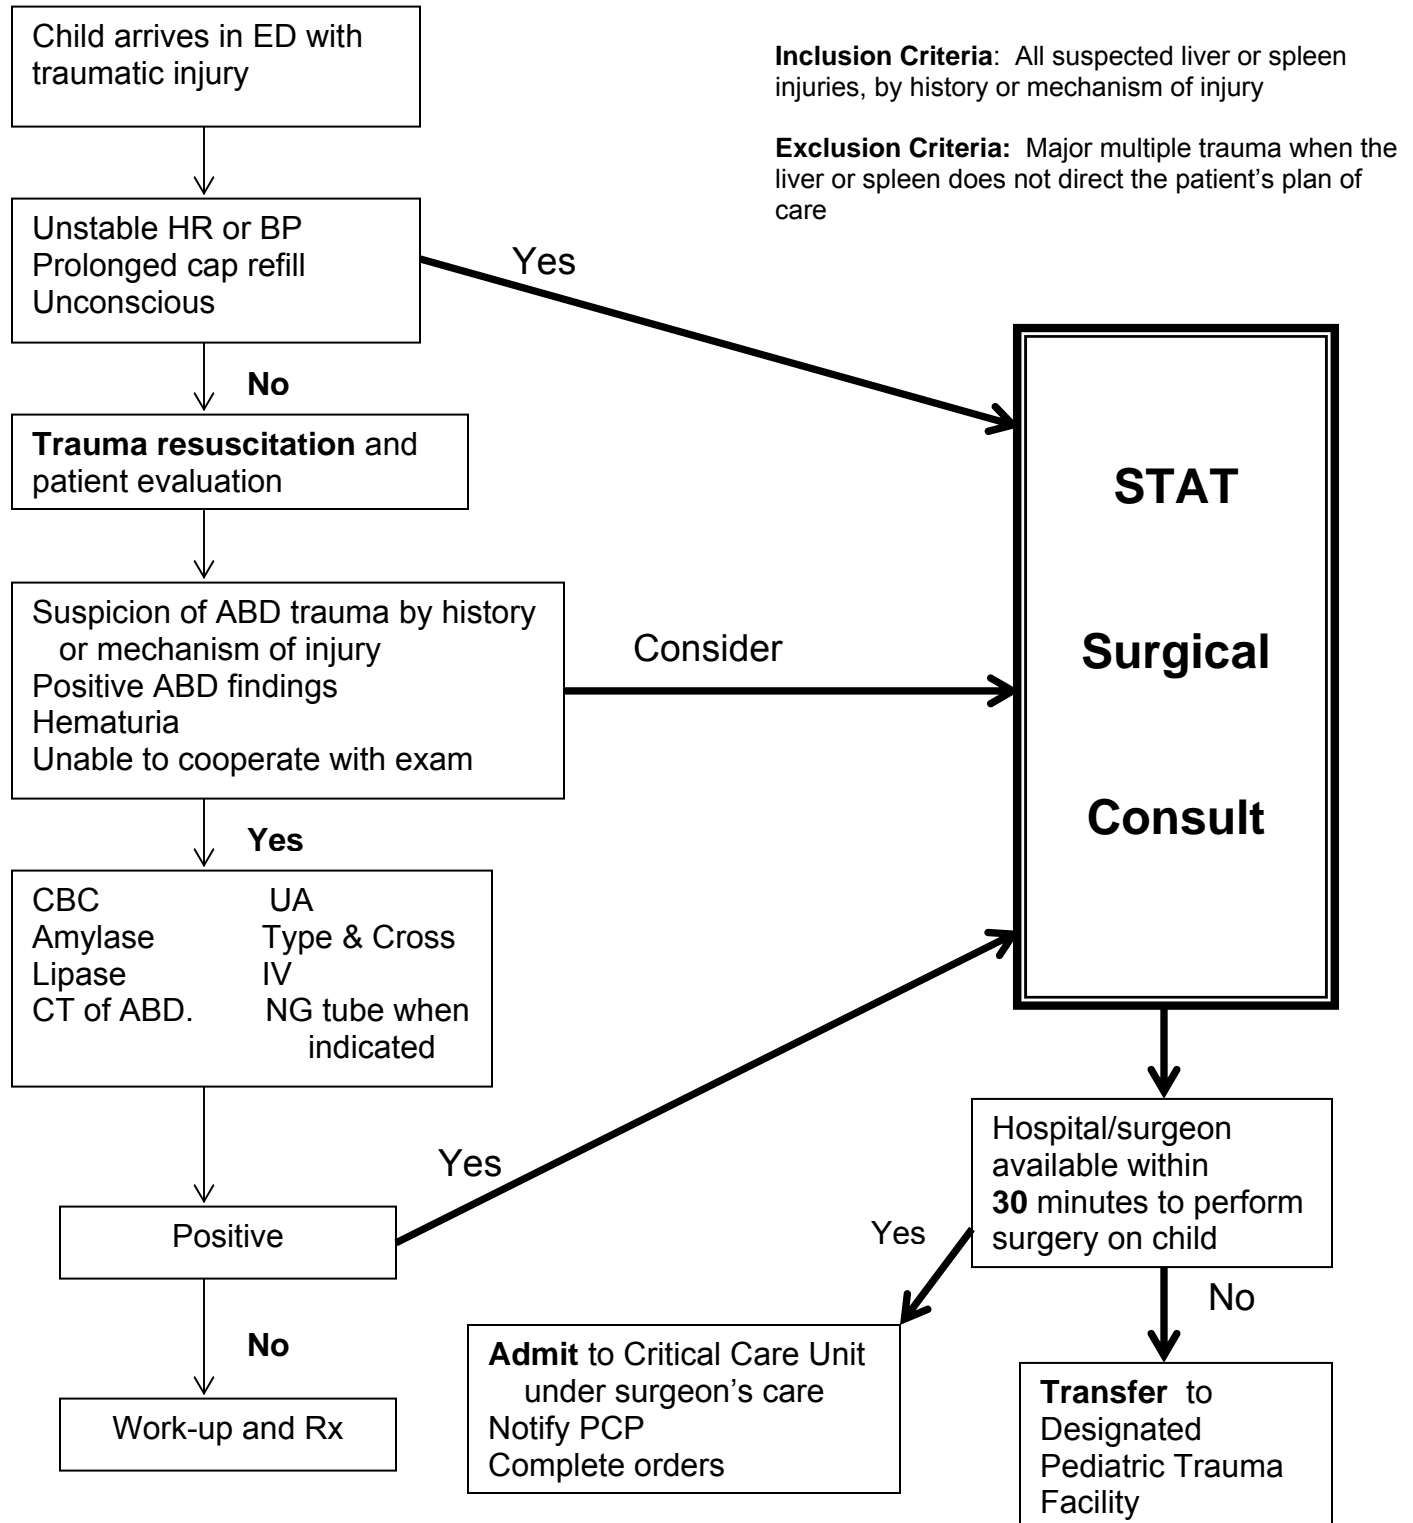 Child arrives in ED with
traumatic injury
Inclusion Criteria:  All suspected liver or spleen
injuries, by history or mechanism of injury
Exclusion Criteria:  Major multiple trauma when the
liver or spleen does not direct the patient's plan of
care
Unstable HR or BP
Prolonged cap refill
Unconscious
Yes
No
Trauma resuscitation and
patient evaluation
Suspicion of ABD trauma by history
or mechanism of injury
Positive ABD findings
Hematuria
Unable to cooperate with exam
Consider
STAT
Surgical
Consult
Yes
CBC UA
Amylase Type & Cross
Lipase IV
CT of ABD. NG tube when
indicated
Yes
Positive
No
Work-up and Rx
Hospital/surgeon
available within
30 minutes to perform
surgery on child
Yes
No
Admit to Critical Care Unit
under surgeon's care
Notify PCP
Complete orders
Transfer  to
Designated
Pediatric Trauma
Facility